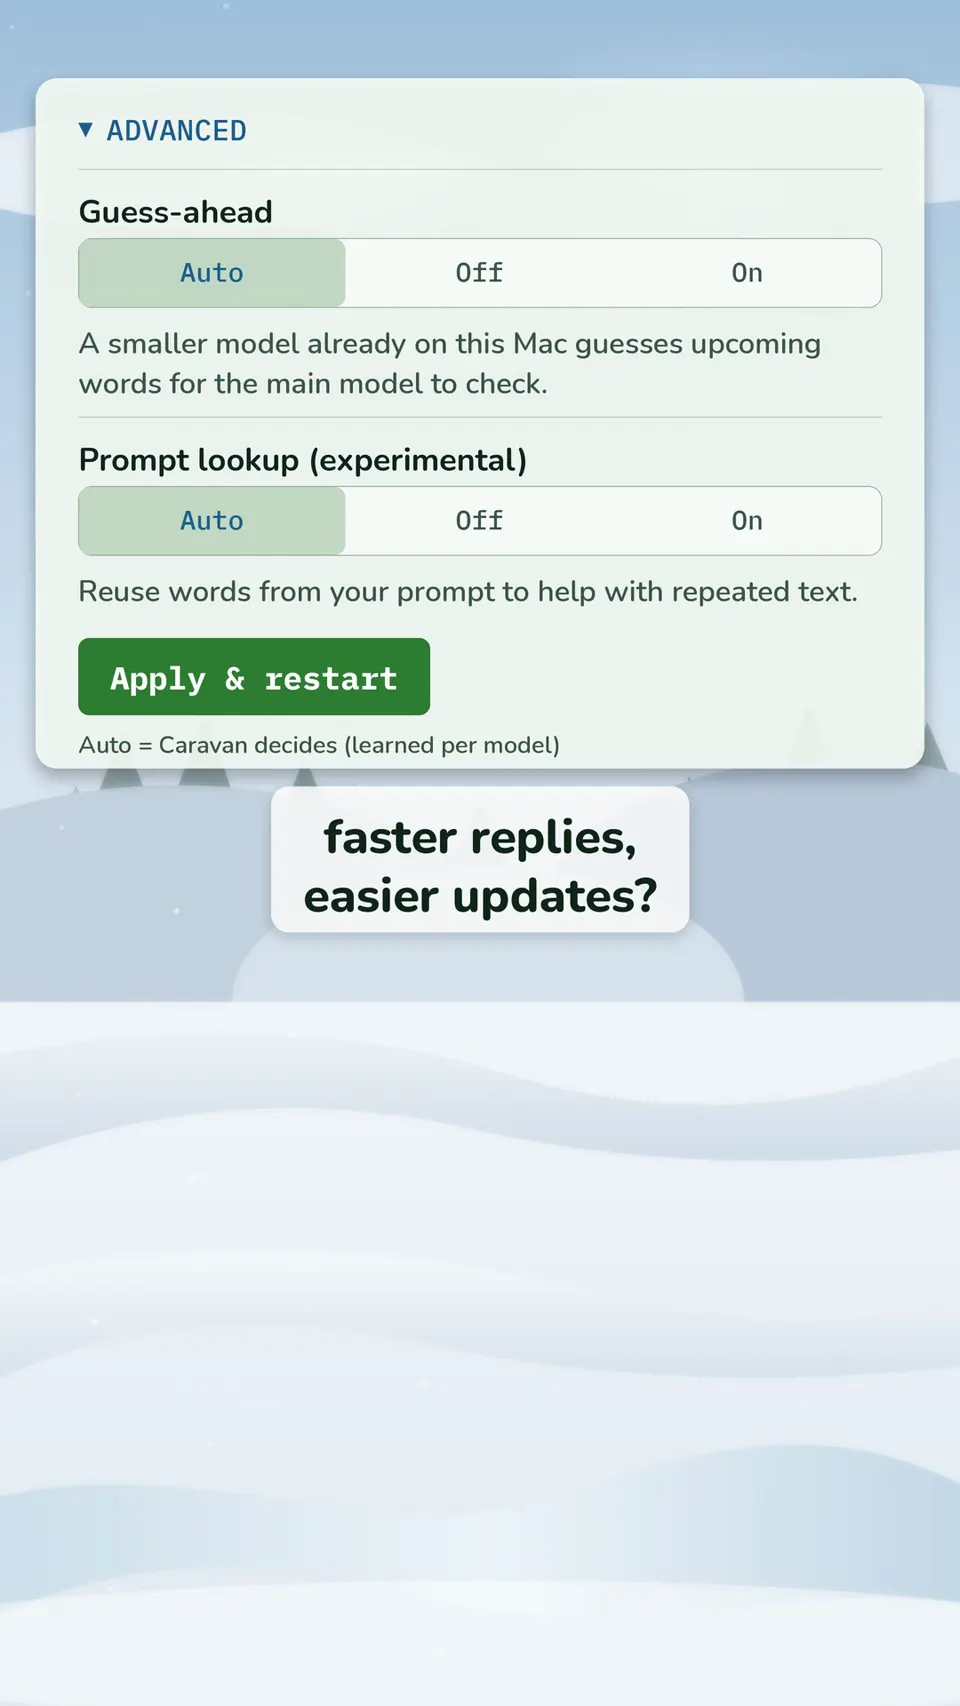 ▼ ADVANCED
Guess-ahead
Auto Off On
A smaller model already on this Mac guesses upcoming
words for the main model to check.
Prompt lookup (experimental)
Auto Off On
Reuse words from your prompt to help with repeated text.
Apply & restart
Auto = Caravan decides (learned per model)
faster replies,
easier updates?